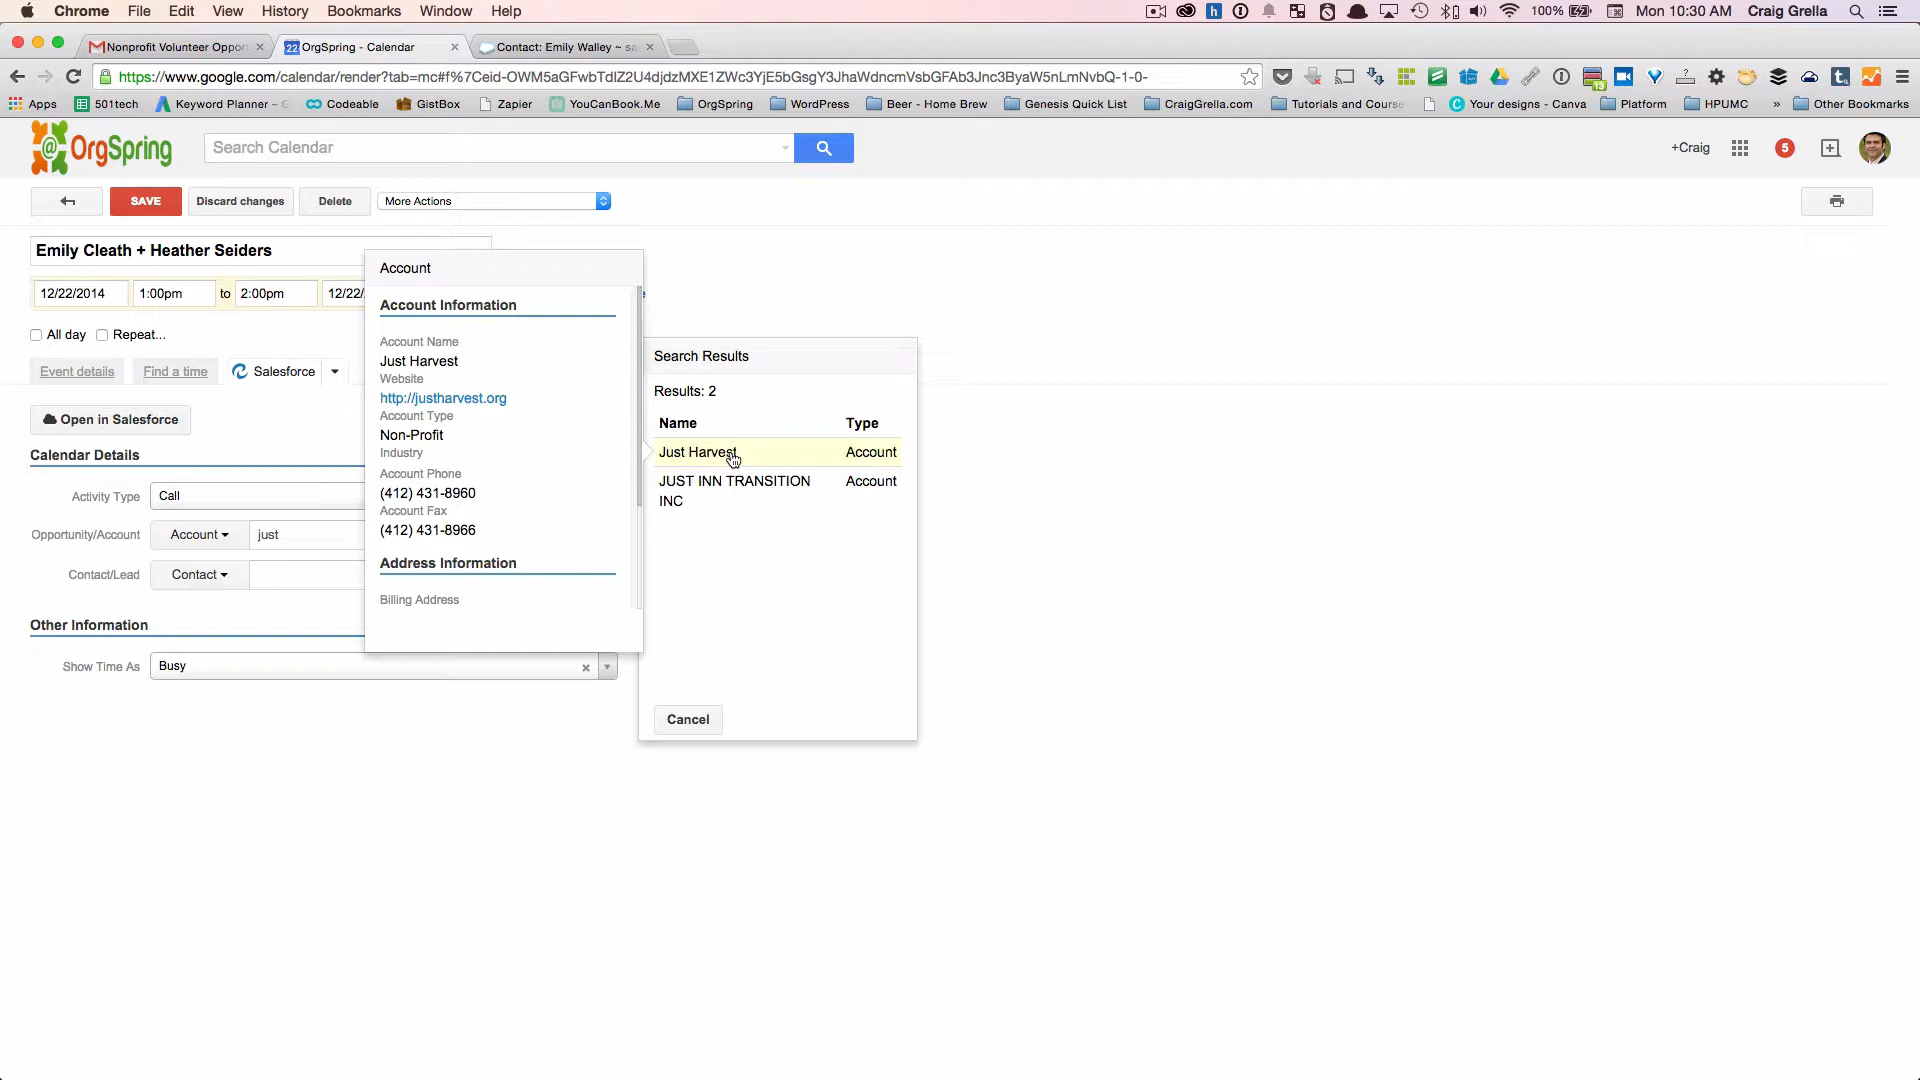 Chrome File Edit View History Bookmarks Window Help 100% Mon 10:30 AM Craig Grella
Nonprofit Volunteer Oppor × 22 OrgSpring - Calendar × Contact: Emily Walley ~ sa ×
https://www.google.com/calendar/render?tab=mc#f%7Ceid-OWM5aGFwbTdlZ2U4djdzMXE1ZWc3YjE5bGsgY3JhaWdncmVsbGFAb3Jnc3ByaW5nLmNvbQ-1-0-
Apps 501tech Keyword Planner – G Codeable GistBox Zapier YouCanBook.Me OrgSpring WordPress Beer - Home Brew Genesis Quick List CraigGrella.com Tutorials and Course Your designs - Canva Platform HPUMC » Other Bookmarks
OrgSpring Search Calendar +Craig 5
SAVE Discard changes Delete More Actions
Emily Cleath + Heather Seiders
12/22/2014 1:00pm to 2:00pm 12/22/
All day Repeat...
Event details Find a time Salesforce
Open in Salesforce
Calendar Details
Activity Type Call
Opportunity/Account Account just
Contact/Lead Contact
Other Information
Show Time As Busy ×
Account
Account Information
Account Name
Just Harvest
Website
http://justharvest.org
Account Type
Non-Profit
Industry
Account Phone
(412) 431-8960
Account Fax
(412) 431-8966
Address Information
Billing Address
Search Results
Results: 2
Name Type
Just Harvest Account
JUST INN TRANSITION Account
INC
Cancel